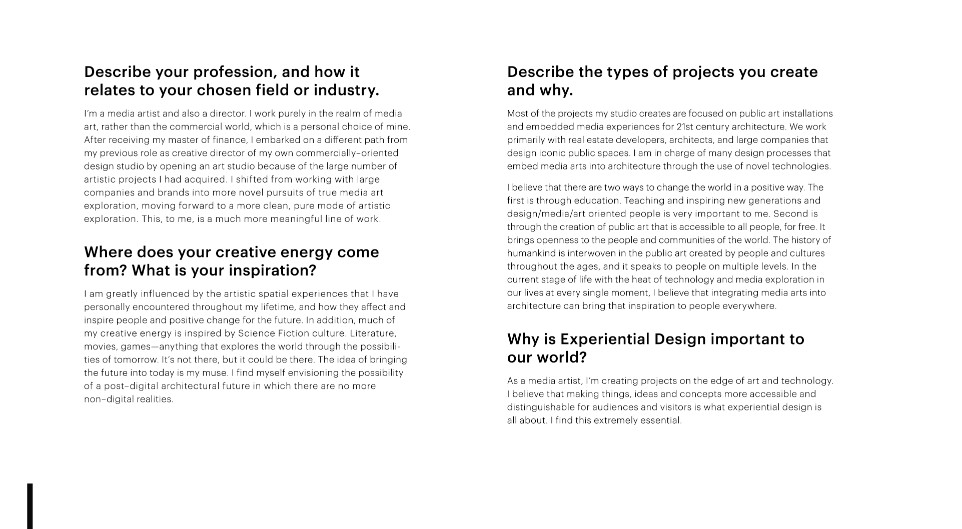 Describe your profession, and how it
relates to your chosen field or industry.
I'm a media artist and also a director. I work purely in the realm of media
art, rather than the commercial world, which is a personal choice of mine.
After receiving my master of finance, I embarked on a different path from
my previous role as creative director of my own commercially–oriented
design studio by opening an art studio because of the large number of
artistic projects I had acquired. I shifted from working with large
companies and brands into more novel pursuits of true media art
exploration, moving forward to a more clean, pure mode of artistic
exploration. This, to me, is a much more meaningful line of work.
Where does your creative energy come
from? What is your inspiration?
I am greatly influenced by the artistic spatial experiences that I have
personally encountered throughout my lifetime, and how they affect and
inspire people and positive change for the future. In addition, much of
my creative energy is inspired by Science Fiction culture. Literature,
movies, games—anything that explores the world through the possibili-
ties of tomorrow. It's not there, but it could be there. The idea of bringing
the future into today is my muse. I find myself envisioning the possibility
of a post–digital architectural future in which there are no more
non–digital realities.
Describe the types of projects you create
and why.
Most of the projects my studio creates are focused on public art installations
and embedded media experiences for 21st century architecture. We work
primarily with real estate developers, architects, and large companies that
design iconic public spaces. I am in charge of many design processes that
embed media arts into architecture through the use of novel technologies.
I believe that there are two ways to change the world in a positive way. The
first is through education. Teaching and inspiring new generations and
design/media/art oriented people is very important to me. Second is
through the creation of public art that is accessible to all people, for free. It
brings openness to the people and communities of the world. The history of
humankind is interwoven in the public art created by people and cultures
throughout the ages, and it speaks to people on multiple levels. In the
current stage of life with the heat of technology and media exploration in
our lives at every single moment, I believe that integrating media arts into
architecture can bring that inspiration to people everywhere.
Why is Experiential Design important to
our world?
As a media artist, I'm creating projects on the edge of art and technology.
I believe that making things, ideas and concepts more accessible and
distinguishable for audiences and visitors is what experiential design is
all about. I find this extremely essential.